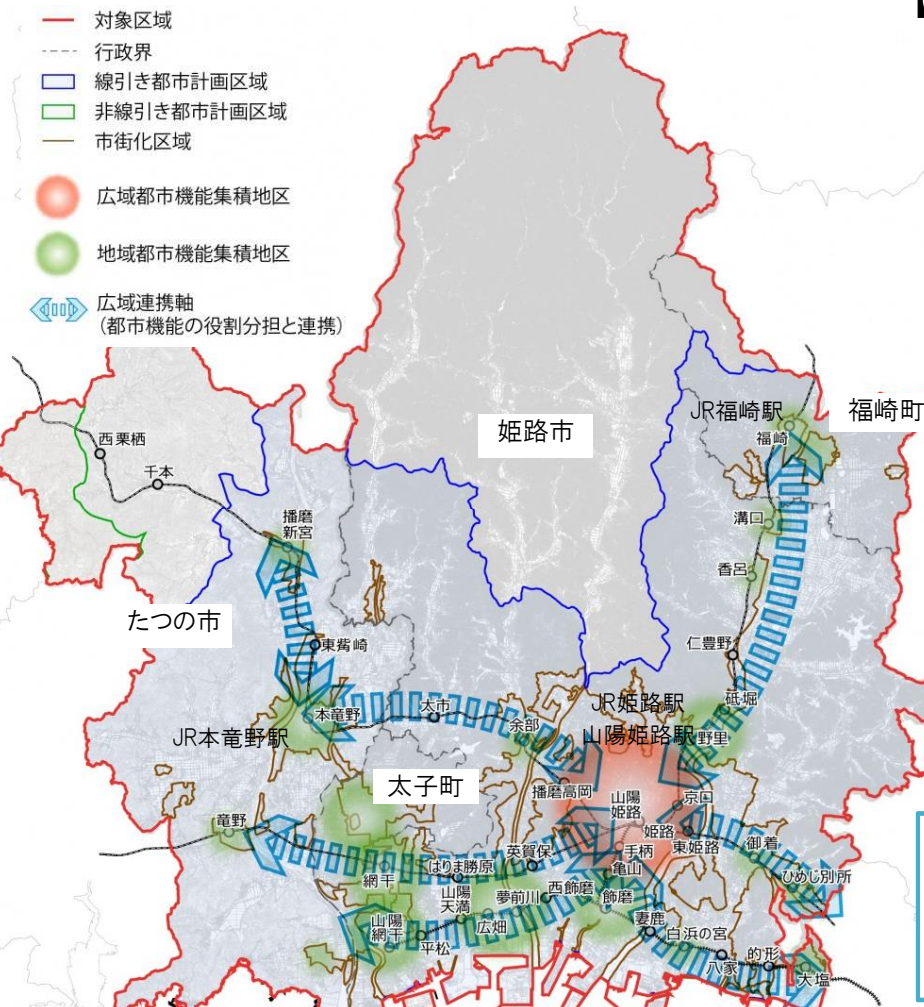 対象区域
行政界
線引き都市計画区域
非線引き都市計画区域
市街化区域
広域都市機能集積地区
地域都市機能集積地区
広域連携軸
(都市機能の役割分担と連携)
姫路市
JR福崎駅
福崎町
福崎
西栗栖
千本
溝口
播磨
新宮
香呂
たつの市
東觜崎
仁豊野
砥堀
JR姫路駅
本竜野
太市
余部
山陽姫路駅
野里
JR本竜野駅
太子町
播磨高岡
京口
山陽
姫路
姫路
竜野
英賀保
手柄
東姫路
御着
網干
はりま勝原
亀山
ひめじ別所
山陽
天満
西飾磨
夢前川
飾磨
山陽
網干
広畑
妻鹿
平松
白浜の宮
八家
的形
大塩